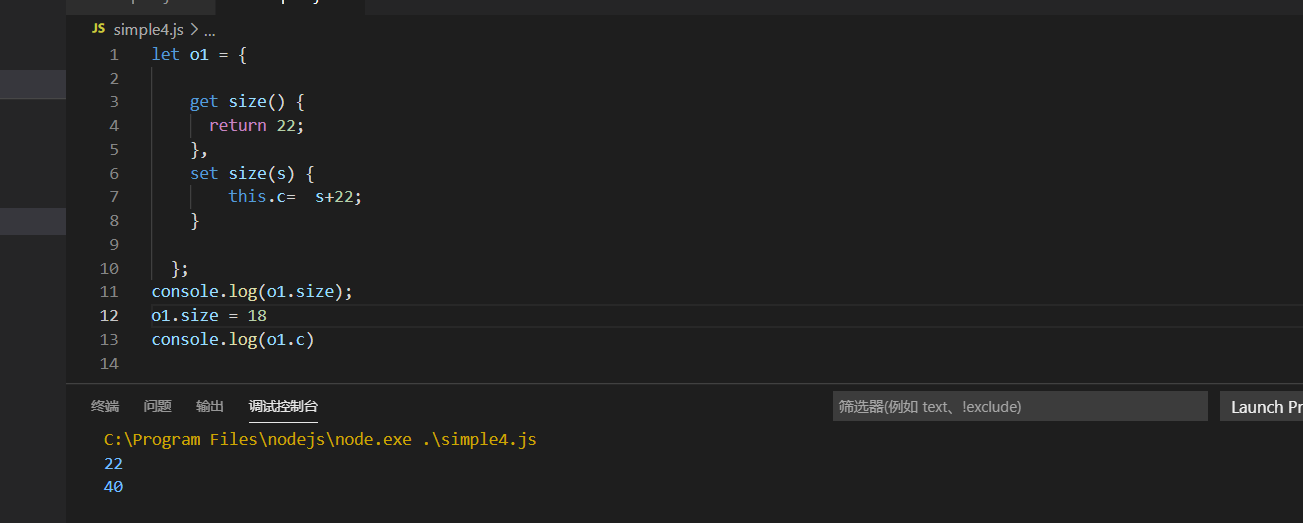 JS simple4.js > ...
1 let o1 = {
2
3 get size() {
4 return 22;
5 },
6 set size(s) {
7 this.c=  s+22;
8 }
9
10 };
11 console.log(o1.size);
12 o1.size = 18
13 console.log(o1.c)
14
终端 问题 输出 调试控制台 筛选器(例如 text、!exclude) Launch Pr
C:\Program Files\nodejs\node.exe .\simple4.js
22
40